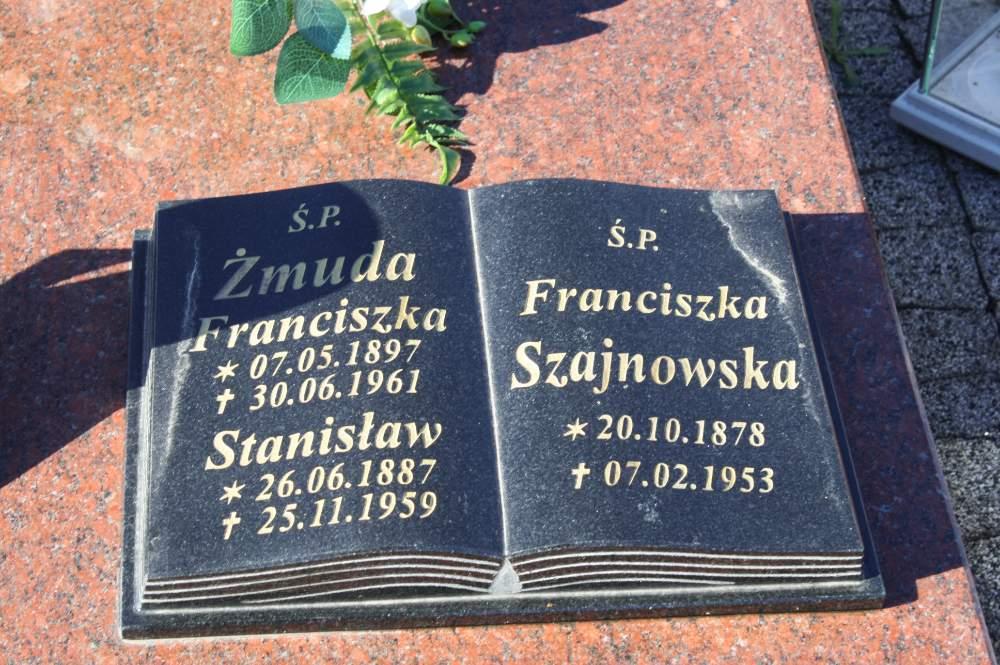 Ś.P.
Żmuda
Franciszka
* 07.05.1897
✝ 30.06.1961
Stanisław
* 26.06.1887
✝ 25.11.1959
Ś.P.
Franciszka
Szajnowska
* 20.10.1878
✝ 07.02.1953